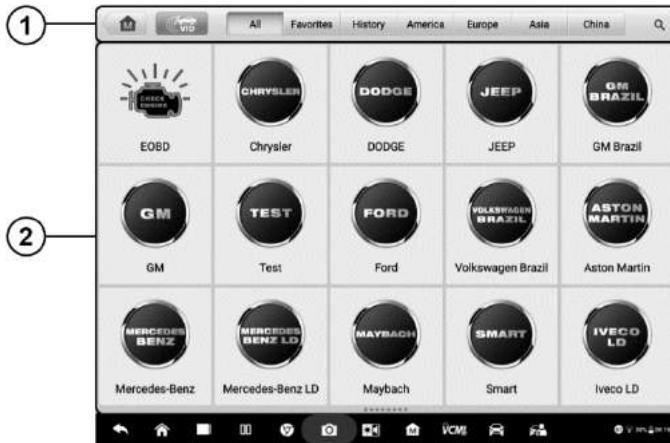 1
VID All Favorites History America Europe Asia China
2
CHECK ENGINE CHRYSLER DODGE JEEP GM BRAZIL
EOBD Chrysler DODGE JEEP GM Brazil
GM TEST FORD VOLKSWAGEN BRAZIL ASTON MARTIN
GM Test Ford Volkswagen Brazil Aston Martin
MERCEDES BENZ MERCEDES BENZ LD MAYBACH SMART IVECO LD
Mercedes-Benz Mercedes-Benz LD Maybach Smart Iveco LD
M VCMI